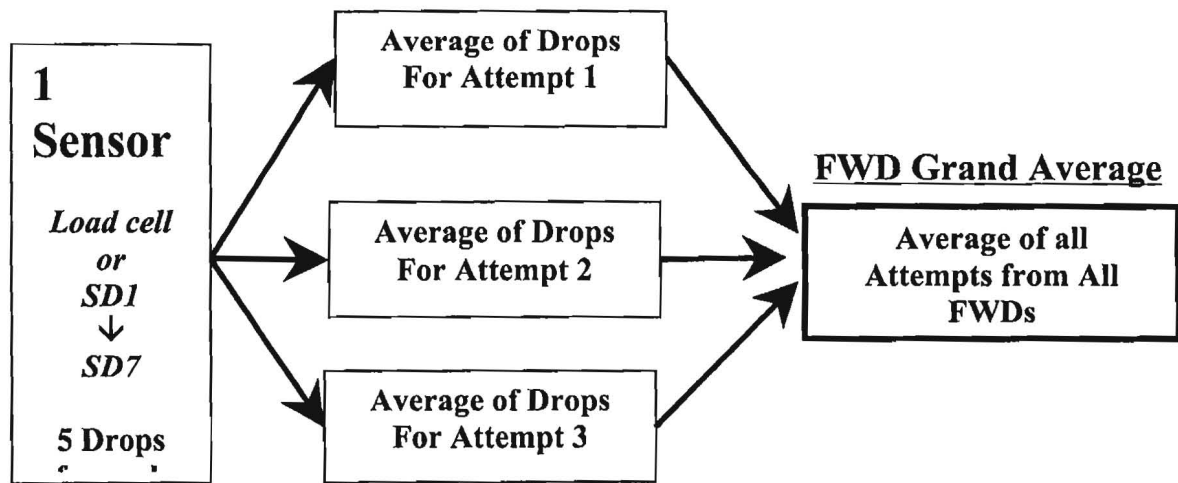 1
Sensor
Load cell
or
SD1
↓
SD7
5 Drops
Average of Drops
For Attempt 1
Average of Drops
For Attempt 2
Average of Drops
For Attempt 3
FWD Grand Average
Average of all
Attempts from All
FWDs